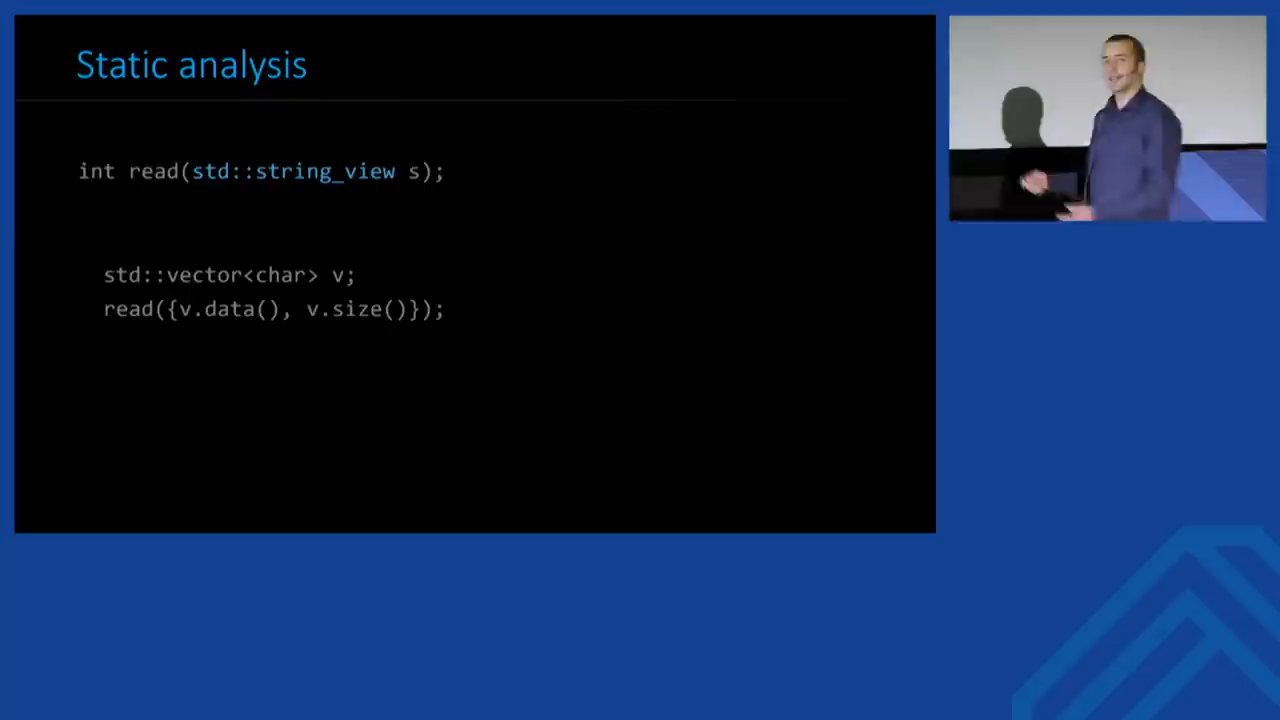 Static analysis
int read(std::string_view s);
std::vector<char> v;
read({v.data(), v.size()});